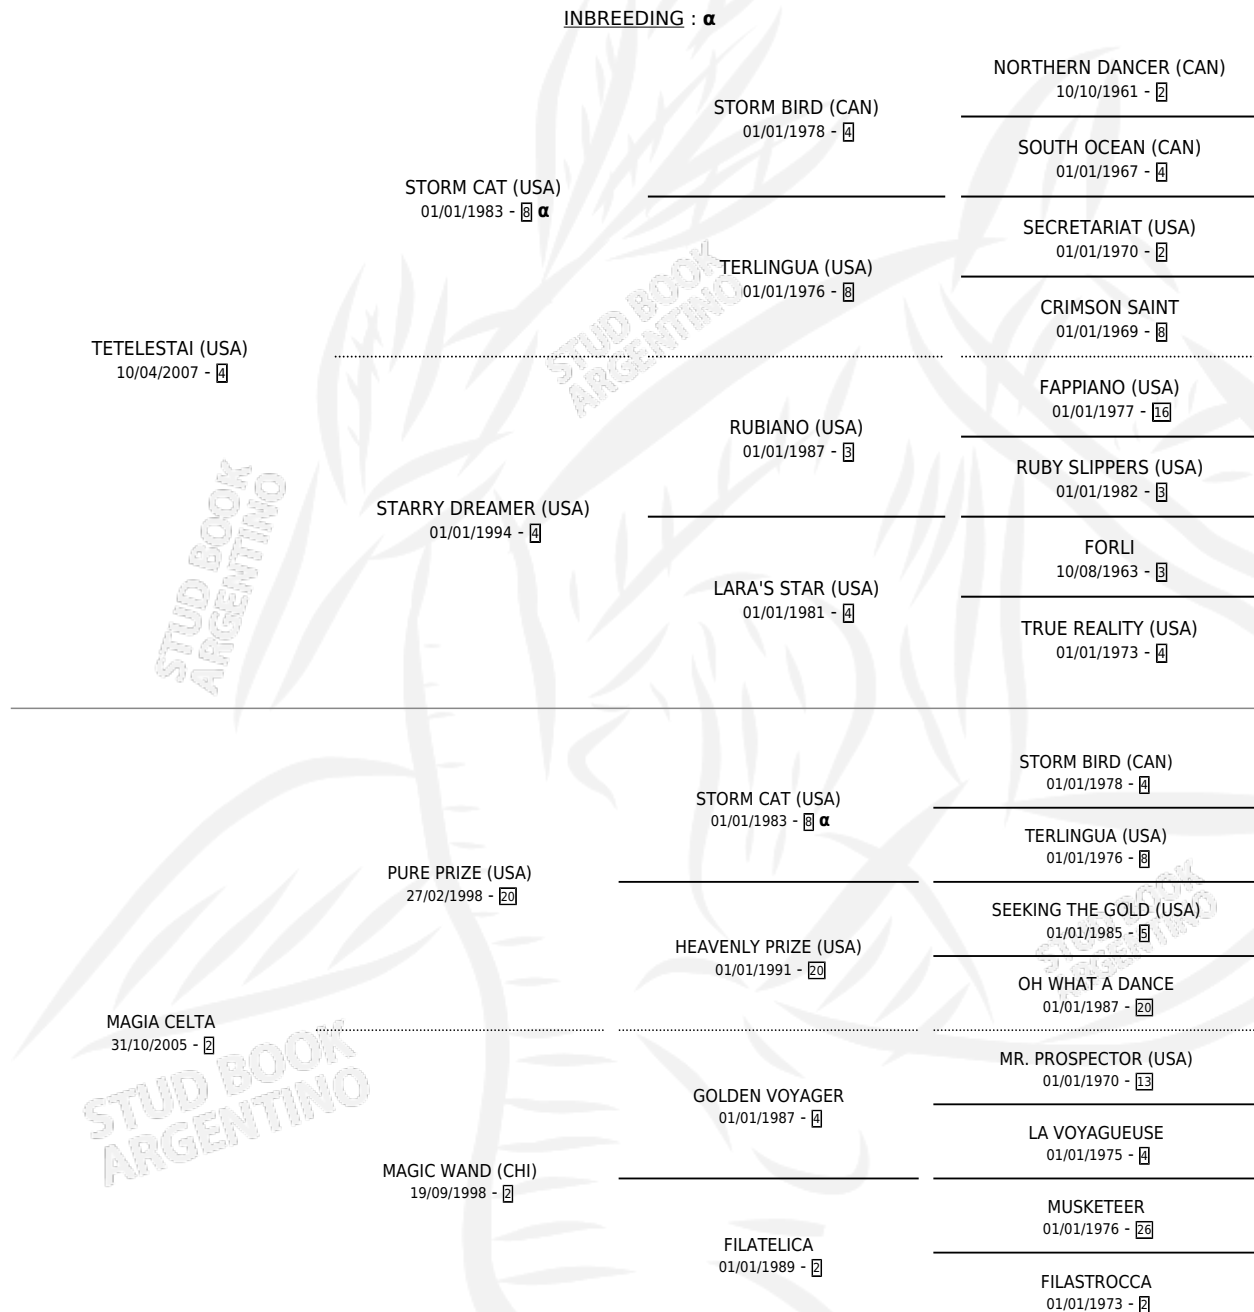 INBREEDING : α
NORTHERN DANCER (CAN)
10/10/1961 - 2
STORM BIRD (CAN)
01/01/1978 - 4
SOUTH OCEAN (CAN)
01/01/1967 - 4
STORM CAT (USA)
01/01/1983 - 8 α
SECRETARIAT (USA)
01/01/1970 - 2
TERLINGUA (USA)
01/01/1976 - 8
CRIMSON SAINT
01/01/1969 - 8
TETELESTAI (USA)
10/04/2007 - 4
FAPPIANO (USA)
01/01/1977 - 16
RUBIANO (USA)
01/01/1987 - 3
RUBY SLIPPERS (USA)
01/01/1982 - 3
STARRY DREAMER (USA)
01/01/1994 - 4
FORLI
10/08/1963 - 3
LARA'S STAR (USA)
01/01/1981 - 4
TRUE REALITY (USA)
01/01/1973 - 4
STORM BIRD (CAN)
01/01/1978 - 4
STORM CAT (USA)
01/01/1983 - 8 α
TERLINGUA (USA)
01/01/1976 - 8
PURE PRIZE (USA)
27/02/1998 - 20
SEEKING THE GOLD (USA)
01/01/1985 - 5
HEAVENLY PRIZE (USA)
01/01/1991 - 20
OH WHAT A DANCE
01/01/1987 - 20
MAGIA CELTA
31/10/2005 - 2
MR. PROSPECTOR (USA)
01/01/1970 - 13
GOLDEN VOYAGER
01/01/1987 - 4
LA VOYAGUEUSE
01/01/1975 - 4
MAGIC WAND (CHI)
19/09/1998 - 2
MUSKETEER
01/01/1976 - 26
FILATELICA
01/01/1989 - 2
FILASTROCCA
01/01/1973 - 2
STUD BOOK
ARGENTINO
STUD BOOK
ARGENTINO
STUD BOOK
ARGENTINO
STUD BOOK
ARGENTINO